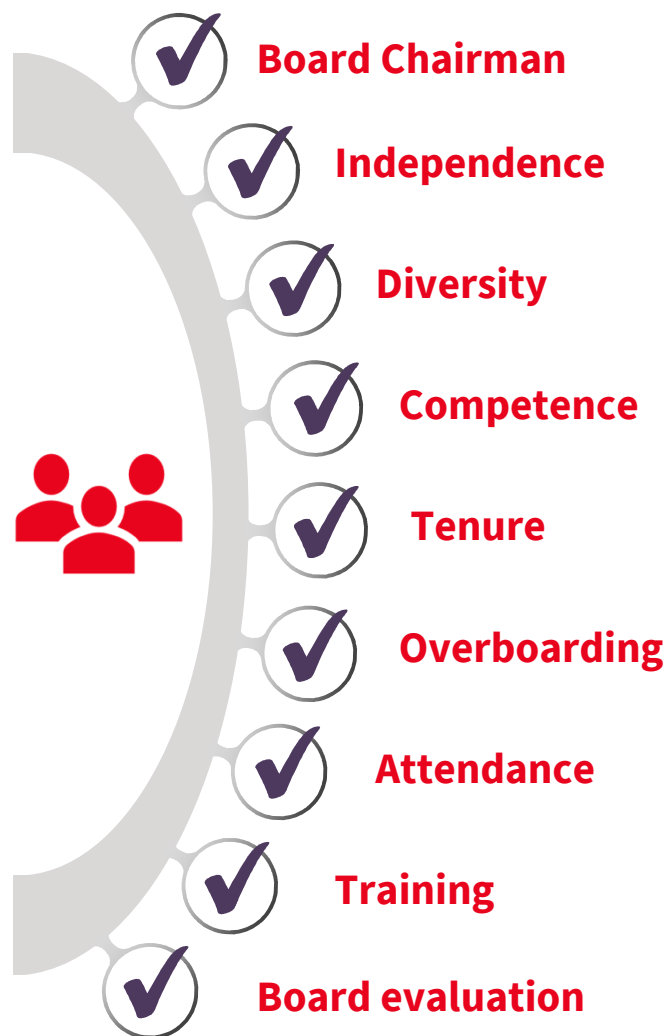 Board Chairman
Independence
Diversity
Competence
Tenure
Overboarding
Attendance
Training
Board evaluation